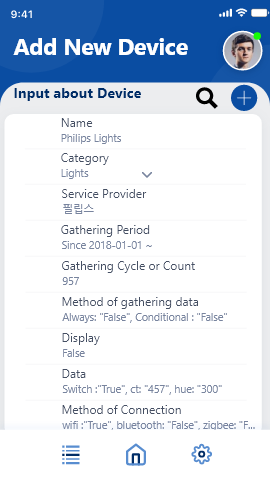 9:41
Add New Device
Input about Device
Name
Philips Lights
Category
Lights
Service Provider
필립스
Gathering Period
Since 2018-01-01 ~
Gathering Cycle or Count
957
Method of gathering data
Always: "False", Conditional : "False"
Display
False
Data
Switch :"True", ct: "457", hue: "300"
Method of Connection
wifi :"True", bluetooth: "False", zigbee: "F...